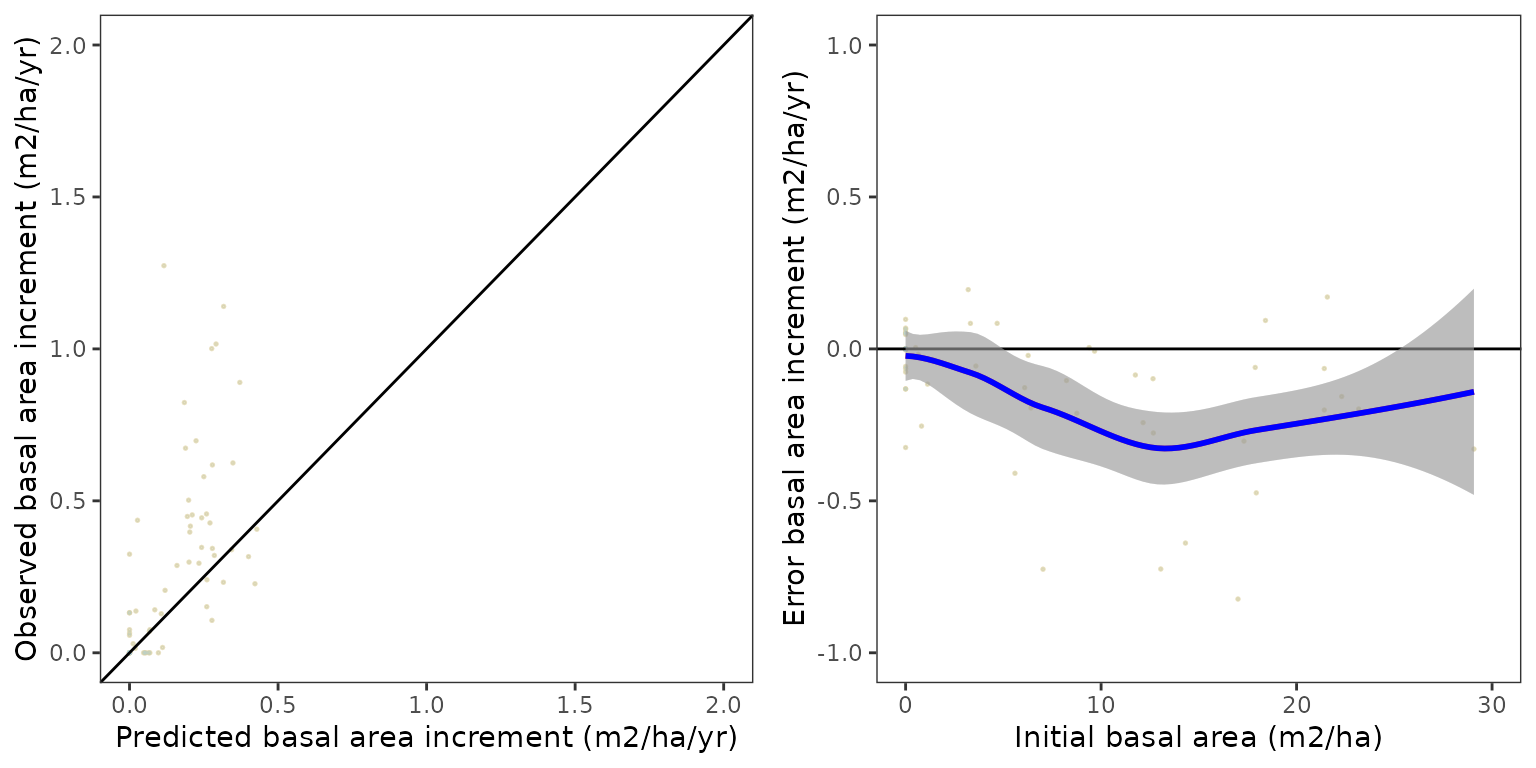 2.0
1.5
1.0
0.5
0.0
Observed basal area increment (m2/ha/yr)
0.0 0.5 1.0 1.5 2.0
Predicted basal area increment (m2/ha/yr)
1.0
0.5
0.0
-0.5
-1.0
Error basal area increment (m2/ha/yr)
0 10 20 30
Initial basal area (m2/ha)